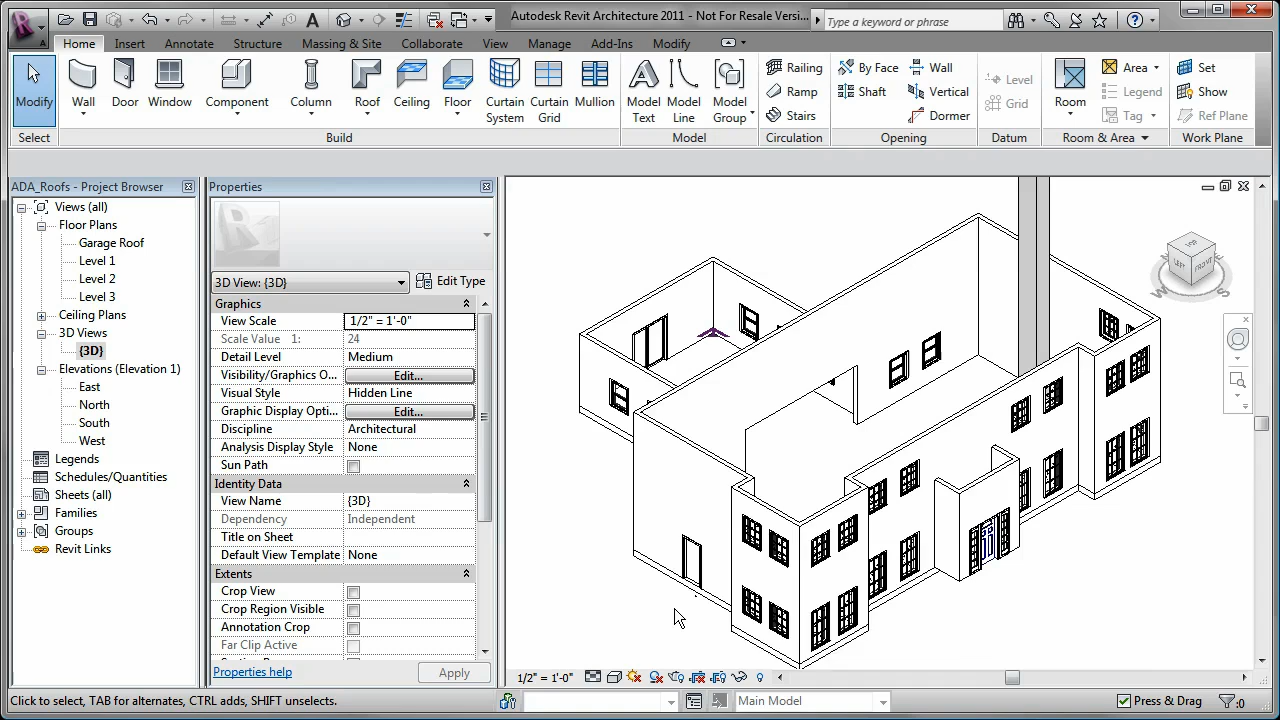 Autodesk Revit Architecture 2011 - Not For Resale Versi...
Type a keyword or phrase
Home Insert Annotate Structure Massing & Site Collaborate View Manage Add-Ins Modify
Modify
Wall
Door
Window
Component
Column
Roof
Ceiling
Floor
Curtain
System
Curtain
Grid
Mullion
Model
Text
Model
Line
Model
Group
Railing
Ramp
Stairs
By Face
Shaft
Wall
Vertical
Dormer
Level
Grid
Room
Area
Legend
Tag
Set
Show
Ref Plane
Select Build Model Circulation Opening Datum Room & Area Work Plane
ADA_Roofs - Project Browser
Views (all)
Floor Plans
Garage Roof
Level 1
Level 2
Level 3
Ceiling Plans
3D Views
{3D}
Elevations (Elevation 1)
East
North
South
West
Legends
Schedules/Quantities
Sheets (all)
Families
Groups
Revit Links
Properties
3D View: {3D} Edit Type
Graphics
View Scale 1/2" = 1'-0"
Scale Value 1: 24
Detail Level Medium
Visibility/Graphics O... Edit...
Visual Style Hidden Line
Graphic Display Opti... Edit...
Discipline Architectural
Analysis Display Style None
Sun Path
Identity Data
View Name {3D}
Dependency Independent
Title on Sheet
Default View Template None
Extents
Crop View
Crop Region Visible
Annotation Crop
Far Clip Active
Properties help Apply
TOP
LEFT FRONT
W S
1/2" = 1'-0"
Click to select, TAB for alternates, CTRL adds, SHIFT unselects.
Main Model
Press & Drag
:0